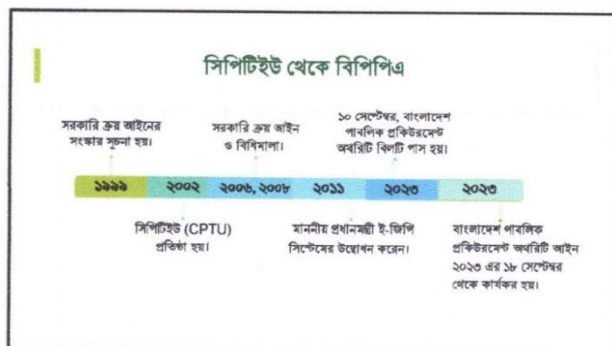 সিপিটিইউ থেকে বিপিপিএ
সরকারি ক্রয় আইনের
সংস্কার সূচনা হয়।
সরকারি ক্রয় আইন
ও বিধিমালা।
১০ সেপ্টেম্বর, বাংলাদেশ
পাবলিক প্রকিউরমেন্ট
অথরিটি বিলটি পাস হয়।
১৯৯৯
২০০২
২০০৬, ২০০৮
২০১১
২০২৩
২০২৩
সিপিটিইউ (CPTU)
প্রতিষ্ঠা হয়।
মাননীয় প্রধানমন্ত্রী ই-জিপি
সিস্টেমের উদ্বোধন করেন।
বাংলাদেশ পাবলিক
প্রকিউরমেন্ট অথরিটি আইন
২০২৩ এর ১৮ সেপ্টেম্বর
থেকে কার্যকর হয়।